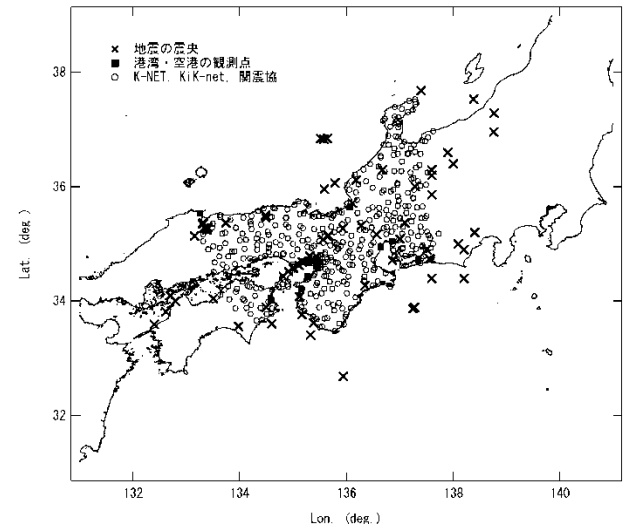 × 地震の震央
■ 港湾・空港の観測点
○ K-NET, KiK-net, 関震協
38
36
34
32
Lat. (deg.)
132
134
136
138
140
Lon. (deg.)